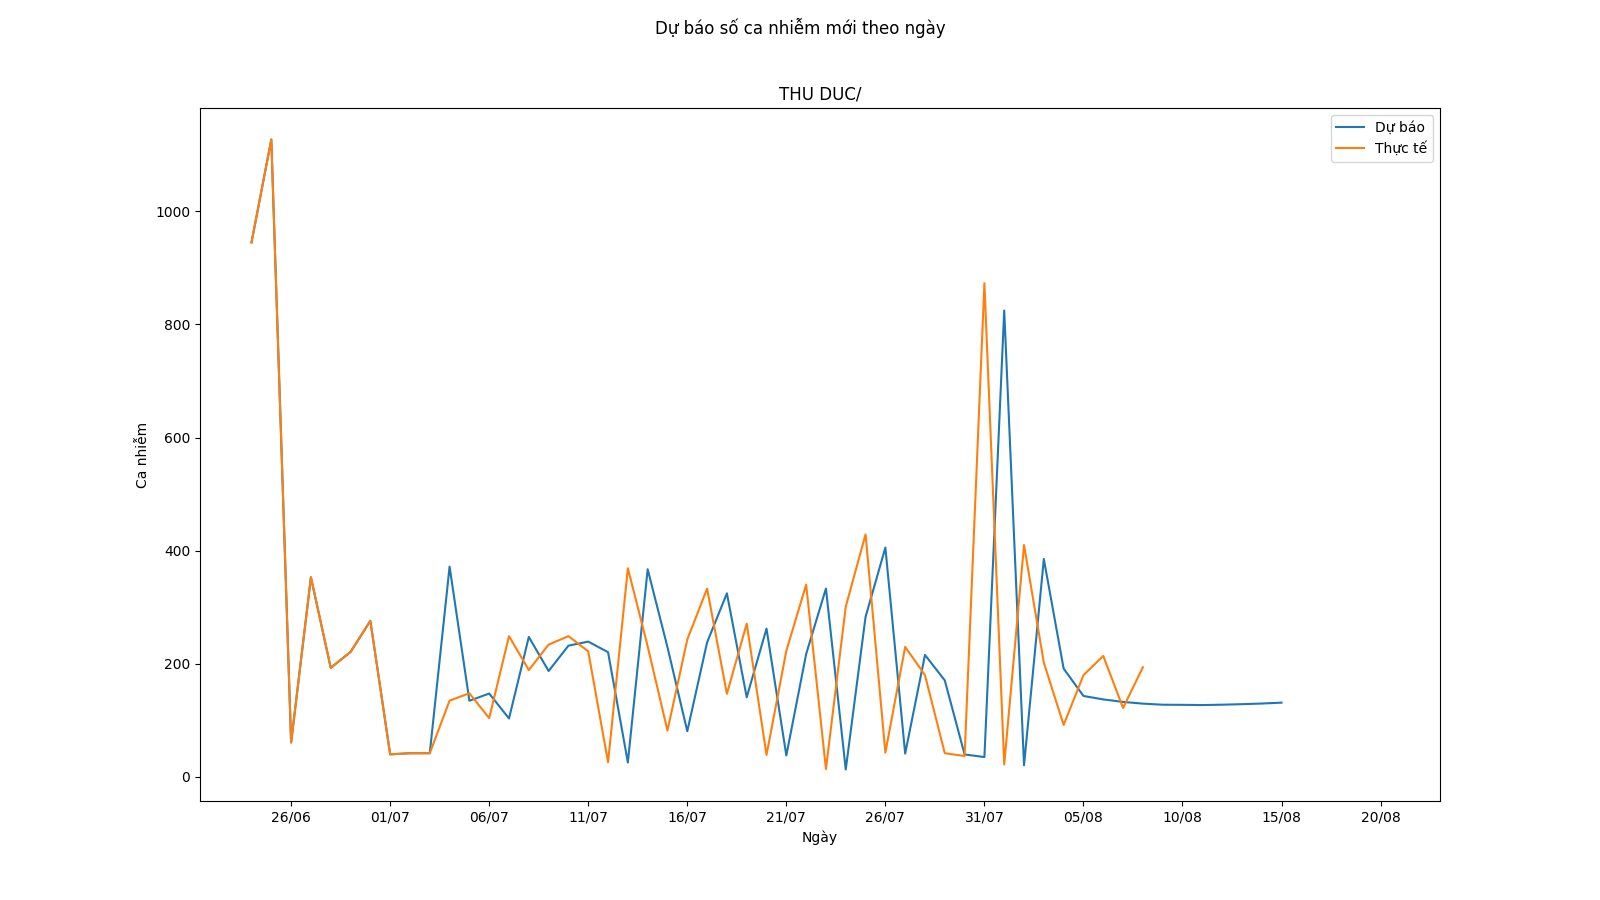 Dự báo số ca nhiễm mới theo ngày
THU DUC/
Dự báo
Thực tế
1000
800
600
400
200
0
Ca nhiễm
26/06 01/07 06/07 11/07 16/07 21/07 26/07 31/07 05/08 10/08 15/08 20/08
Ngày